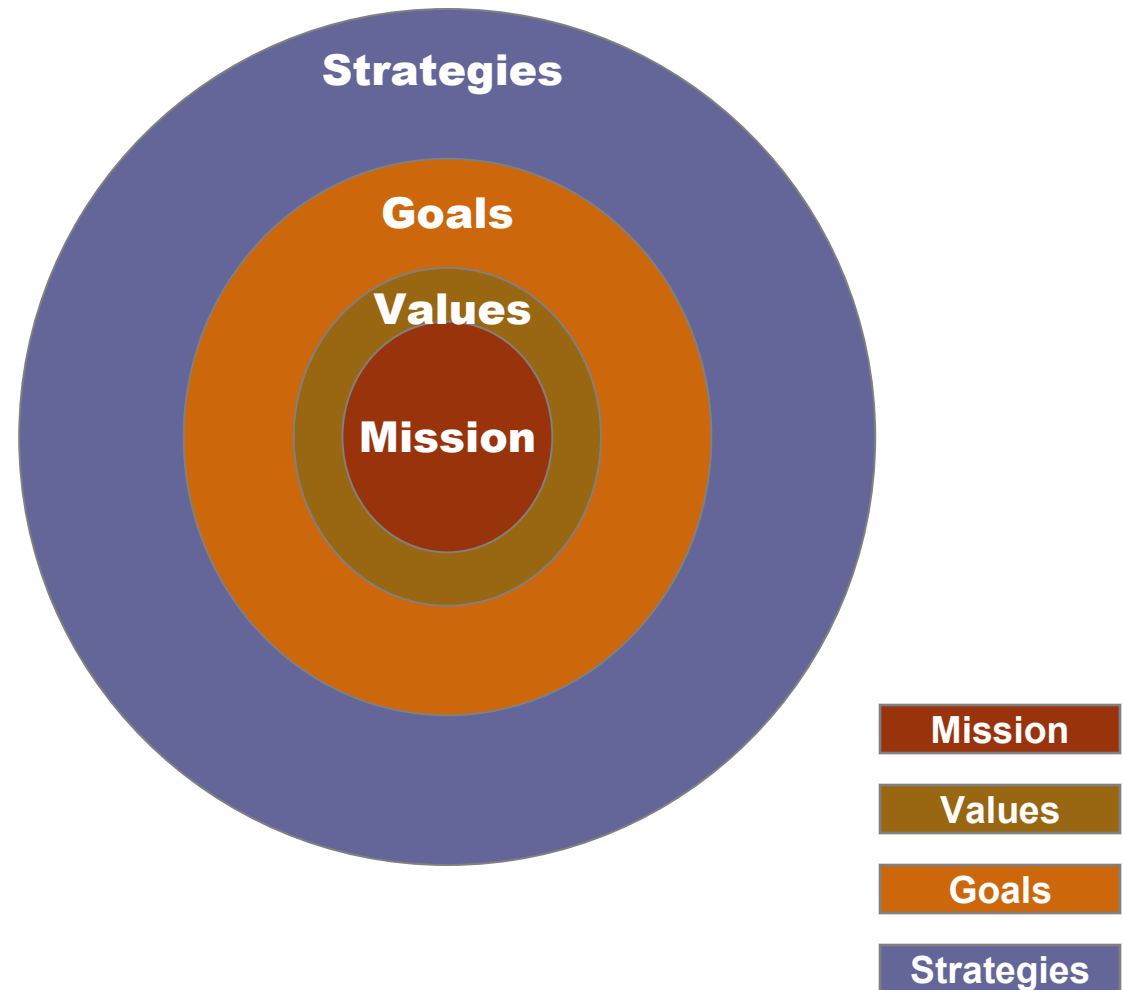 Strategies
Goals
Values
Mission
Mission
Values
Goals
Strategies